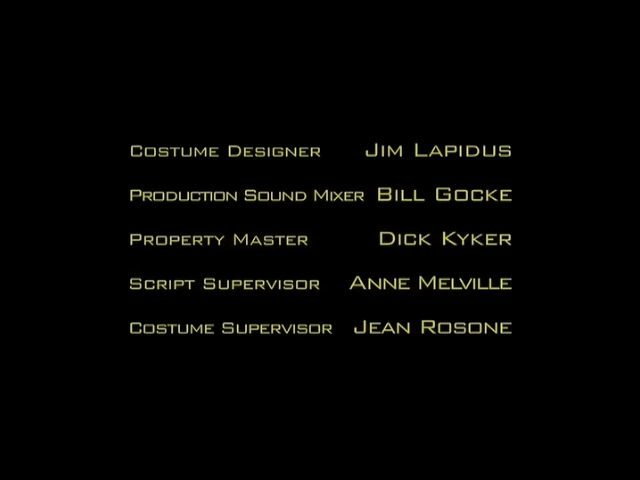 Costume Designer Jim Lapidus
Production Sound Mixer Bill Gocke
Property Master Dick Kyker
Script Supervisor Anne Melville
Costume Supervisor Jean Rosone